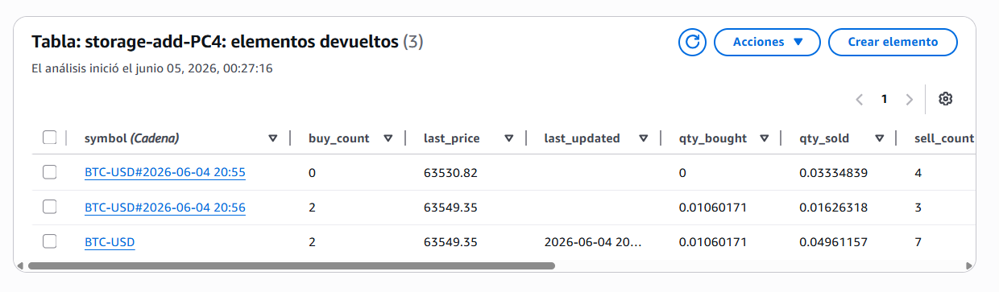 Tabla: storage-add-PC4: elementos devueltos (3)
Acciones
Crear elemento
El análisis inició el junio 05, 2026, 00:27:16
1
symbol (Cadena) buy_count last_price last_updated qty_bought qty_sold sell_count
BTC-USD#2026-06-04 20:55 0 63530.82 0 0.03334839 4
BTC-USD#2026-06-04 20:56 2 63549.35 0.01060171 0.01626318 3
BTC-USD 2 63549.35 2026-06-04 20... 0.01060171 0.04961157 7